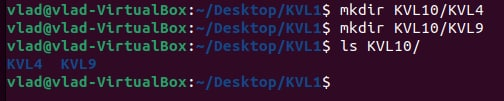 vlad@vlad-VirtualBox:~/Desktop/KVL1$ mkdir KVL10/KVL4
vlad@vlad-VirtualBox:~/Desktop/KVL1$ mkdir KVL10/KVL9
vlad@vlad-VirtualBox:~/Desktop/KVL1$ ls KVL10/
KVL4  KVL9
vlad@vlad-VirtualBox:~/Desktop/KVL1$